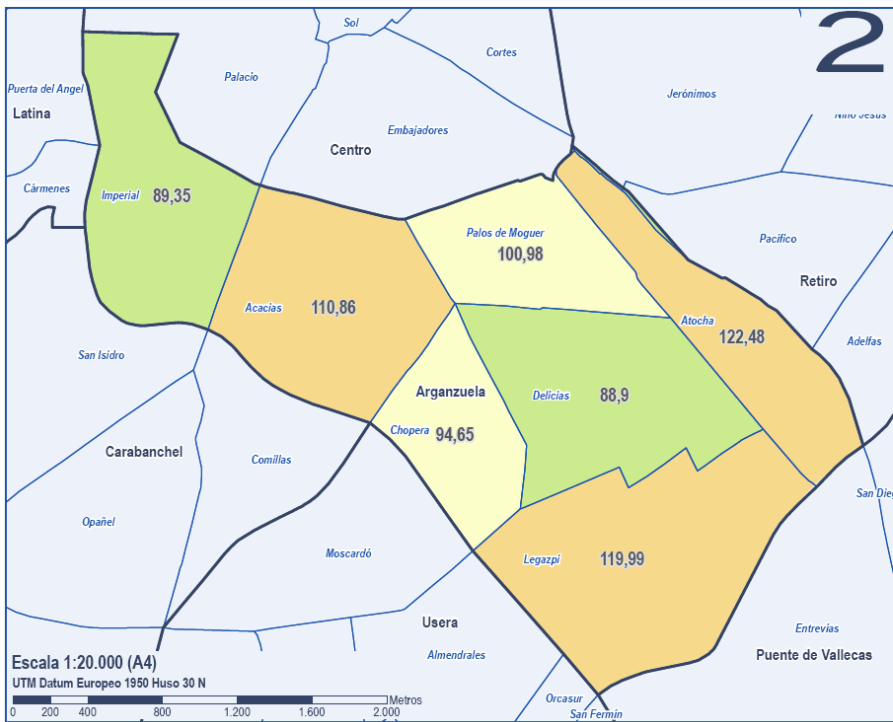 2
Sol
Cortes
Palacio
Puerta del Angel
Jerónimos
Latina
Niño Jesús
Embajadores
Centro
Cármenes
Imperial
89,35
Palos de Moguer
100,98
Pacífico
Retiro
Acacias
110,86
Atocha
122,48
Adelfas
San Isidro
Arganzuela
Delicias
88,9
Chopera
94,65
Carabanchel
Comillas
San Dieg
Opañel
Moscardó
Legazpi
119,99
Usera
Entrevías
Almendrales
Puente de Vallecas
Escala 1:20.000 (A4)
UTM Datum Europeo 1950 Huso 30 N
Metros
0 200 400 800 1.200 1.600 2.000
Orcasur
San Fermín